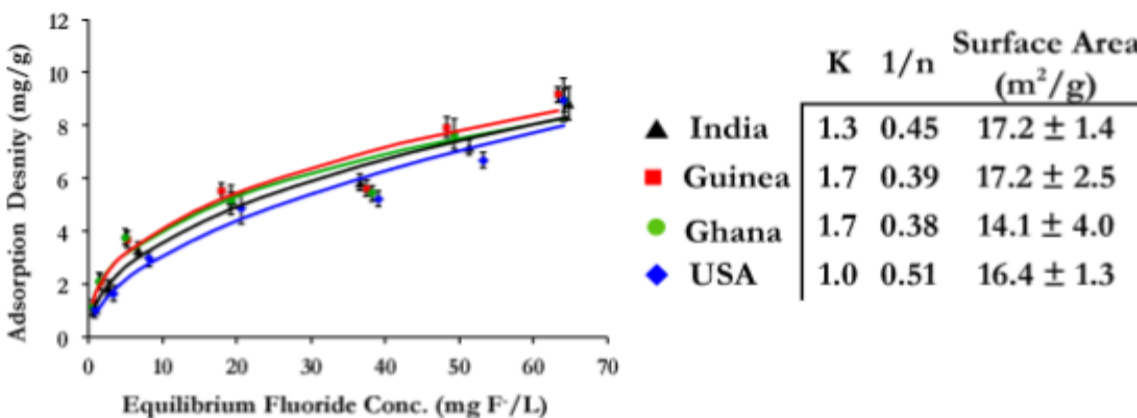 12
10
8
6
4
2
0
Adsorption Desnity (mg/g)
0 10 20 30 40 50 60 70
Equilibrium Fluoride Conc. (mg F-/L)
K 1/n Surface Area (m²/g)
India 1.3 0.45 17.2 ± 1.4
Guinea 1.7 0.39 17.2 ± 2.5
Ghana 1.7 0.38 14.1 ± 4.0
USA 1.0 0.51 16.4 ± 1.3